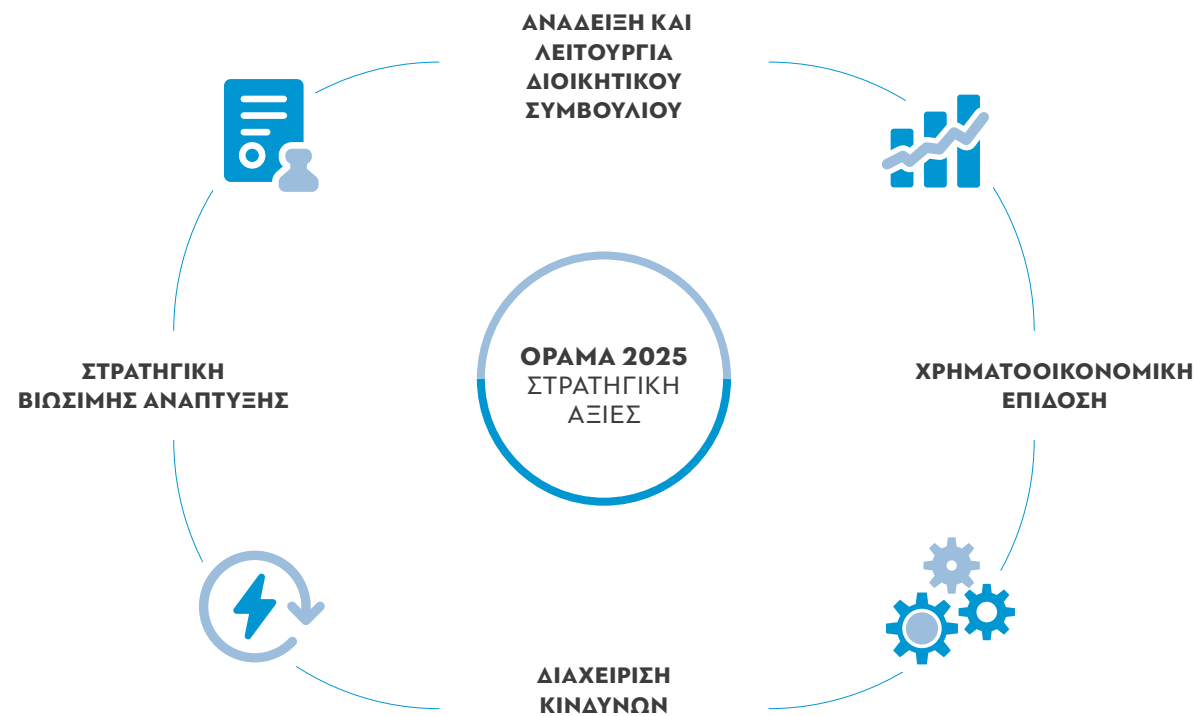 ΑΝΑΔΕΙΞΗ ΚΑΙ
ΛΕΙΤΟΥΡΓΙΑ
ΔΙΟΙΚΗΤΙΚΟΥ
ΣΥΜΒΟΥΛΙΟΥ
ΟΡΑΜΑ 2025
ΣΤΡΑΤΗΓΙΚΗ
ΑΞΙΕΣ
ΣΤΡΑΤΗΓΙΚΗ
ΒΙΩΣΙΜΗΣ ΑΝΑΠΤΥΞΗΣ
ΧΡΗΜΑΤΟΟΙΚΟΝΟΜΙΚΗ
ΕΠΙΔΟΣΗ
ΔΙΑΧΕΙΡΙΣΗ
ΚΙΝΔΥΝΩΝ